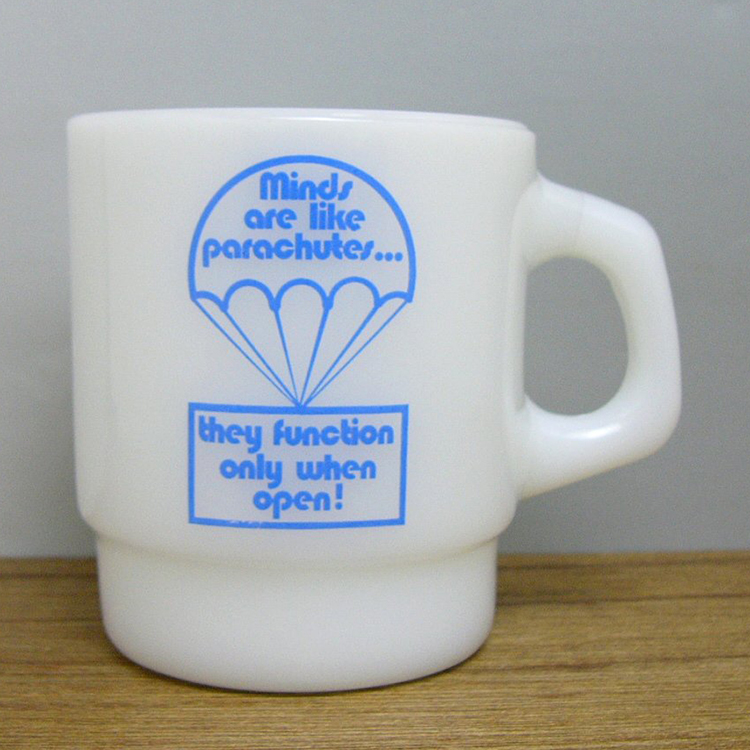 Minds
are like
parachutes...
they function
only when
open!